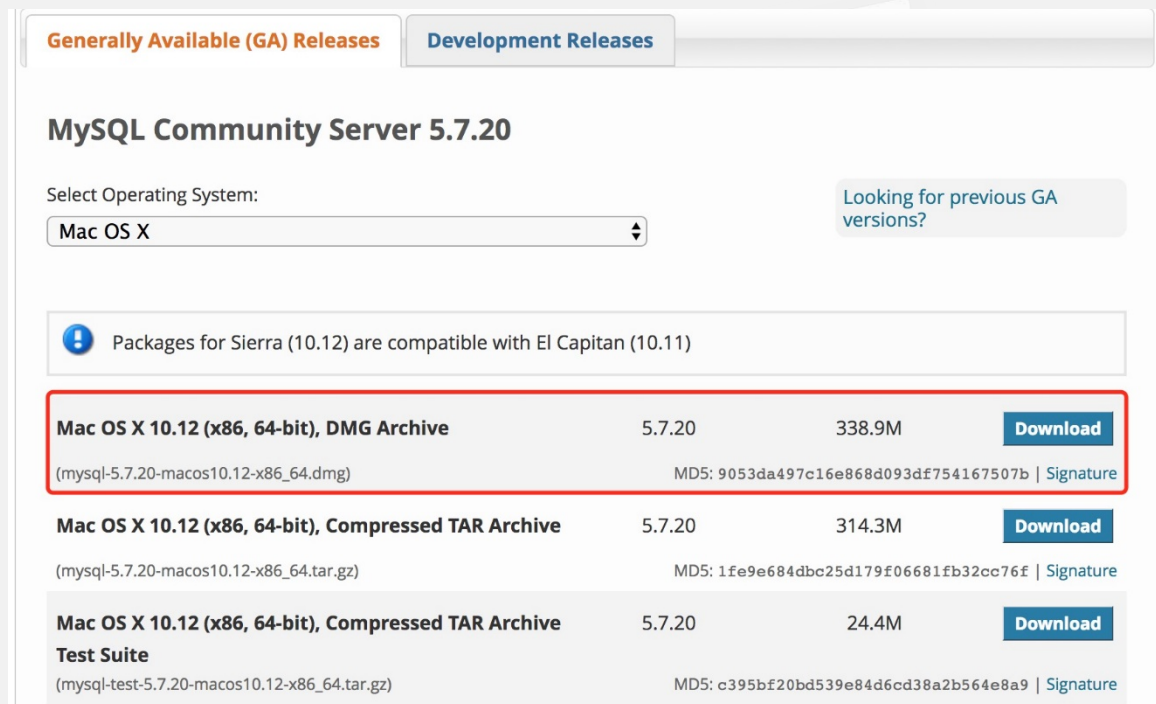 Generally Available (GA) Releases
Development Releases
MySQL Community Server 5.7.20
Select Operating System:
Mac OS X
Looking for previous GA
versions?
Packages for Sierra (10.12) are compatible with El Capitan (10.11)
Mac OS X 10.12 (x86, 64-bit), DMG Archive 5.7.20 338.9M Download
(mysql-5.7.20-macos10.12-x86_64.dmg) MD5: 9053da497c16e868d093df754167507b | Signature
Mac OS X 10.12 (x86, 64-bit), Compressed TAR Archive 5.7.20 314.3M Download
(mysql-5.7.20-macos10.12-x86_64.tar.gz) MD5: 1fe9e684dbc25d179f06681fb32cc76f | Signature
Mac OS X 10.12 (x86, 64-bit), Compressed TAR Archive 5.7.20 24.4M Download
Test Suite
(mysql-test-5.7.20-macos10.12-x86_64.tar.gz) MD5: c395bf20bd539e84d6cd38a2b564e8a9 | Signature